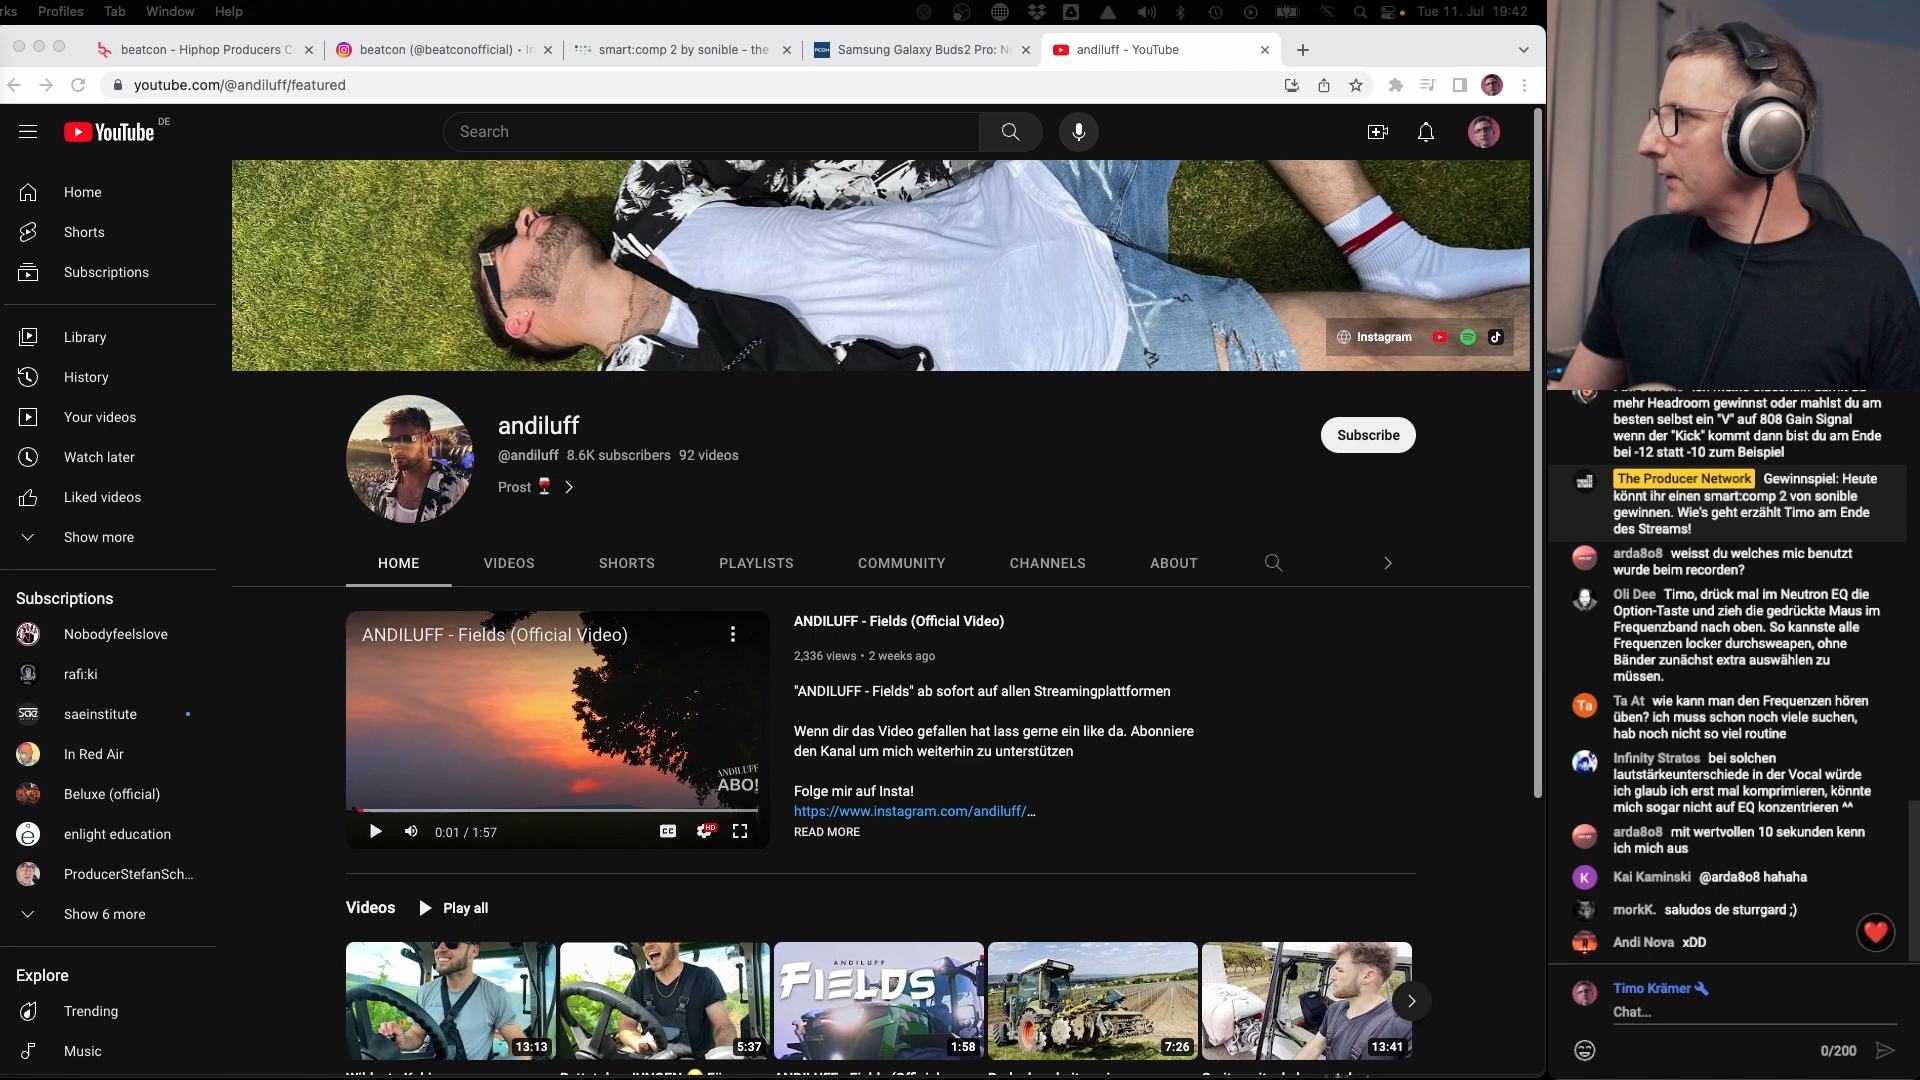 rks Profiles Tab Window Help
Tue 11. Jul 19:42
beatcon - Hiphop Producers C
beatcon (@beatconofficial) • In
smart:comp 2 by sonible - the
Samsung Galaxy Buds2 Pro: N
andiluff - YouTube
youtube.com/@andiluff/featured
YouTube DE
Search
Home
Shorts
Subscriptions
Library
History
Your videos
Watch later
Liked videos
Show more
Subscriptions
Nobodyfeelslove
rafi:ki
saeinstitute
In Red Air
Beluxe (official)
enlight education
ProducerStefanSch...
Show 6 more
Explore
Trending
Music
Instagram
andiluff
@andiluff 8.6K subscribers 92 videos
Prost 🍷
Subscribe
HOME VIDEOS SHORTS PLAYLISTS COMMUNITY CHANNELS ABOUT
ANDILUFF - Fields (Official Video)
ANDILUFF
ABO!
0:01 / 1:57
CC
HD
ANDILUFF - Fields (Official Video)
2,336 views • 2 weeks ago
"ANDILUFF - Fields" ab sofort auf allen Streamingplattformen
Wenn dir das Video gefallen hat lass gerne ein like da. Abonniere
den Kanal um mich weiterhin zu unterstützen
Folge mir auf Insta!
https://www.instagram.com/andiluff/...
READ MORE
Videos Play all
13:13
5:37
ANDILUFF
FIELDS
1:58
7:26
13:41
mehr Headroom gewinnst oder mahlst du am
besten selbst ein "V" auf 808 Gain Signal
wenn der "Kick" kommt dann bist du am Ende
bei -12 statt -10 zum Beispiel
The Producer Network Gewinnspiel: Heute
könnt ihr einen smart:comp 2 von sonible
gewinnen. Wie's geht erzählt Timo am Ende
des Streams!
arda8o8 weisst du welches mic benutzt
wurde beim recorden?
Oli Dee Timo, drück mal im Neutron EQ die
Option-Taste und zieh die gedrückte Maus im
Frequenzband nach oben. So kannste alle
Frequenzen locker durchsweapen, ohne
Bänder zunächst extra auswählen zu
müssen.
Ta
Ta At wie kann man den Frequenzen hören
üben? ich muss schon noch viele suchen,
hab noch nicht so viel routine
Infinity Stratos bei solchen
lautstärkeunterschiede in der Vocal würde
ich glaub ich erst mal komprimieren, könnte
mich sogar nicht auf EQ konzentrieren ^^
arda8o8 mit wertvollen 10 sekunden kenn
ich mich aus
K
Kai Kaminski @arda8o8 hahaha
morkK. saludos de sturrgard ;)
Andi Nova xDD
Timo Krämer
Chat...
0/200